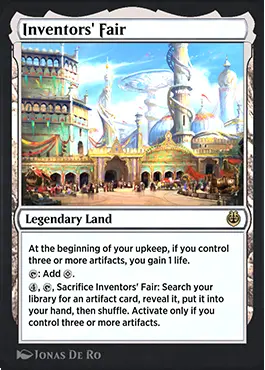 Inventors' Fair
Legendary Land
At the beginning of your upkeep, if you control
three or more artifacts, you gain 1 life.
: Add .
4, , Sacrifice Inventors' Fair: Search your
library for an artifact card, reveal it, put it into
your hand, then shuffle. Activate only if you
control three or more artifacts.
Jonas De Ro